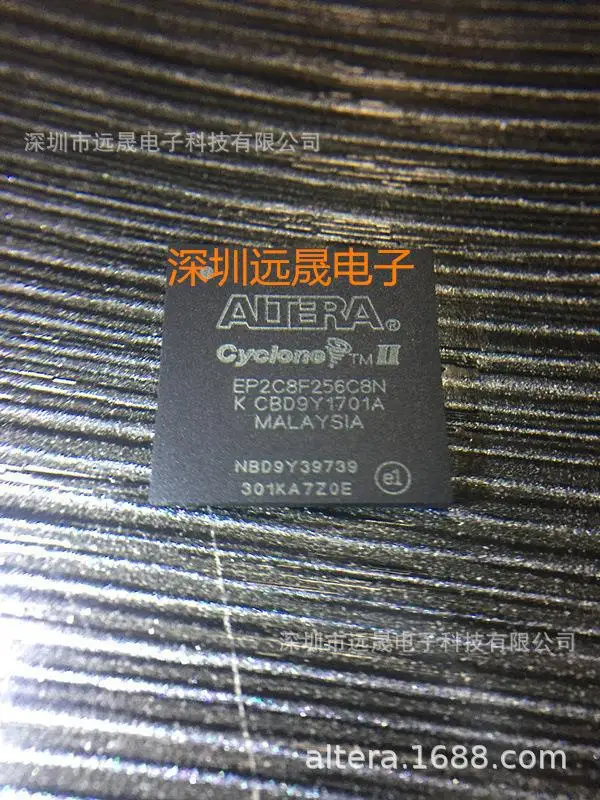 深圳市远晟电子科技有限公司
深圳远晟电子
ALTERA®
Cyclone™ II
EP2C8F256C8N
K CBD9Y1701A
MALAYSIA
NBD9Y39739
301KA7Z0E
e1
深圳市远晟电子科技有限公司
altera.1688.com